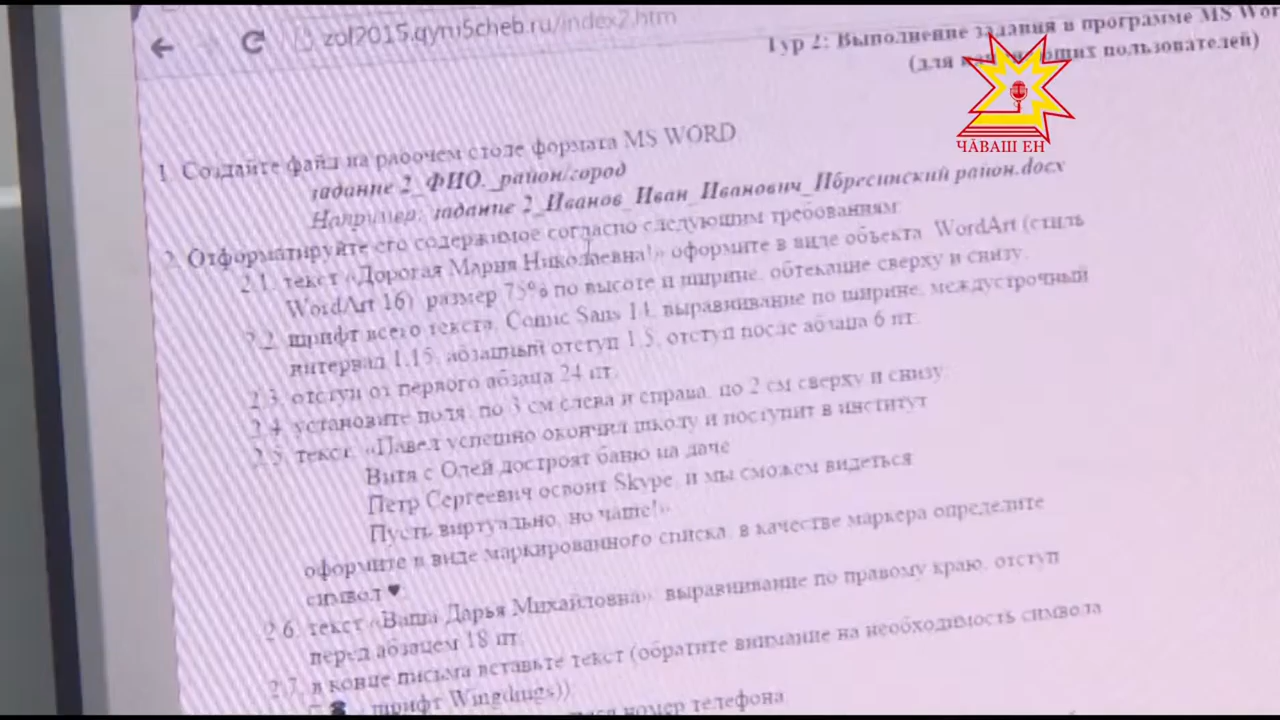 zol2015.gym5cheb.ru/index2.htm
Тур 2: Выполнение задания в программе MS Wor
(для начинающих пользователей)
ЧӐВАШ ЕН
1. Создайте файл на рабочем столе формата MS WORD
задание 2_ФИО._район/город
Например: задание 2_Иванов_Иван_Иванович_Ибресинский район.docx
2. Отформатируйте его содержимое согласно следующим требованиям
2.1. текст «Дорогая Мария Николаевна!» оформите в виде объекта WordArt (стиль
WordArt 16) размер 75% по высоте и ширине, обтекание сверху и снизу.
2.2. шрифт всего текста: Comic Sans 14, выравнивание по ширине, междустрочный
интервал 1,15, абзацный отступ 1,5, отступ после абзаца 6 пт.
2.3. отступ от первого абзаца 24 пт.
2.4. установите поля: по 3 см слева и справа, по 2 см сверху и снизу.
2.5. текст: «Павел успешно окончил школу и поступит в институт
Витя с Олей достроят баню на даче
Петр Сергеевич освоит Skype, и мы сможем видеться
Пусть виртуально, но чаще!»
оформите в виде маркированного списка, в качестве маркера определите
символ ♥
2.6. текст «Ваша Дарья Михайловна» выравнивание по правому краю, отступ
перед абзацем 18 пт.
2.7. в конце письма вставьте текст (обратите внимание на необходимость символа
☎ - шрифт Wingdings))
номер телефона